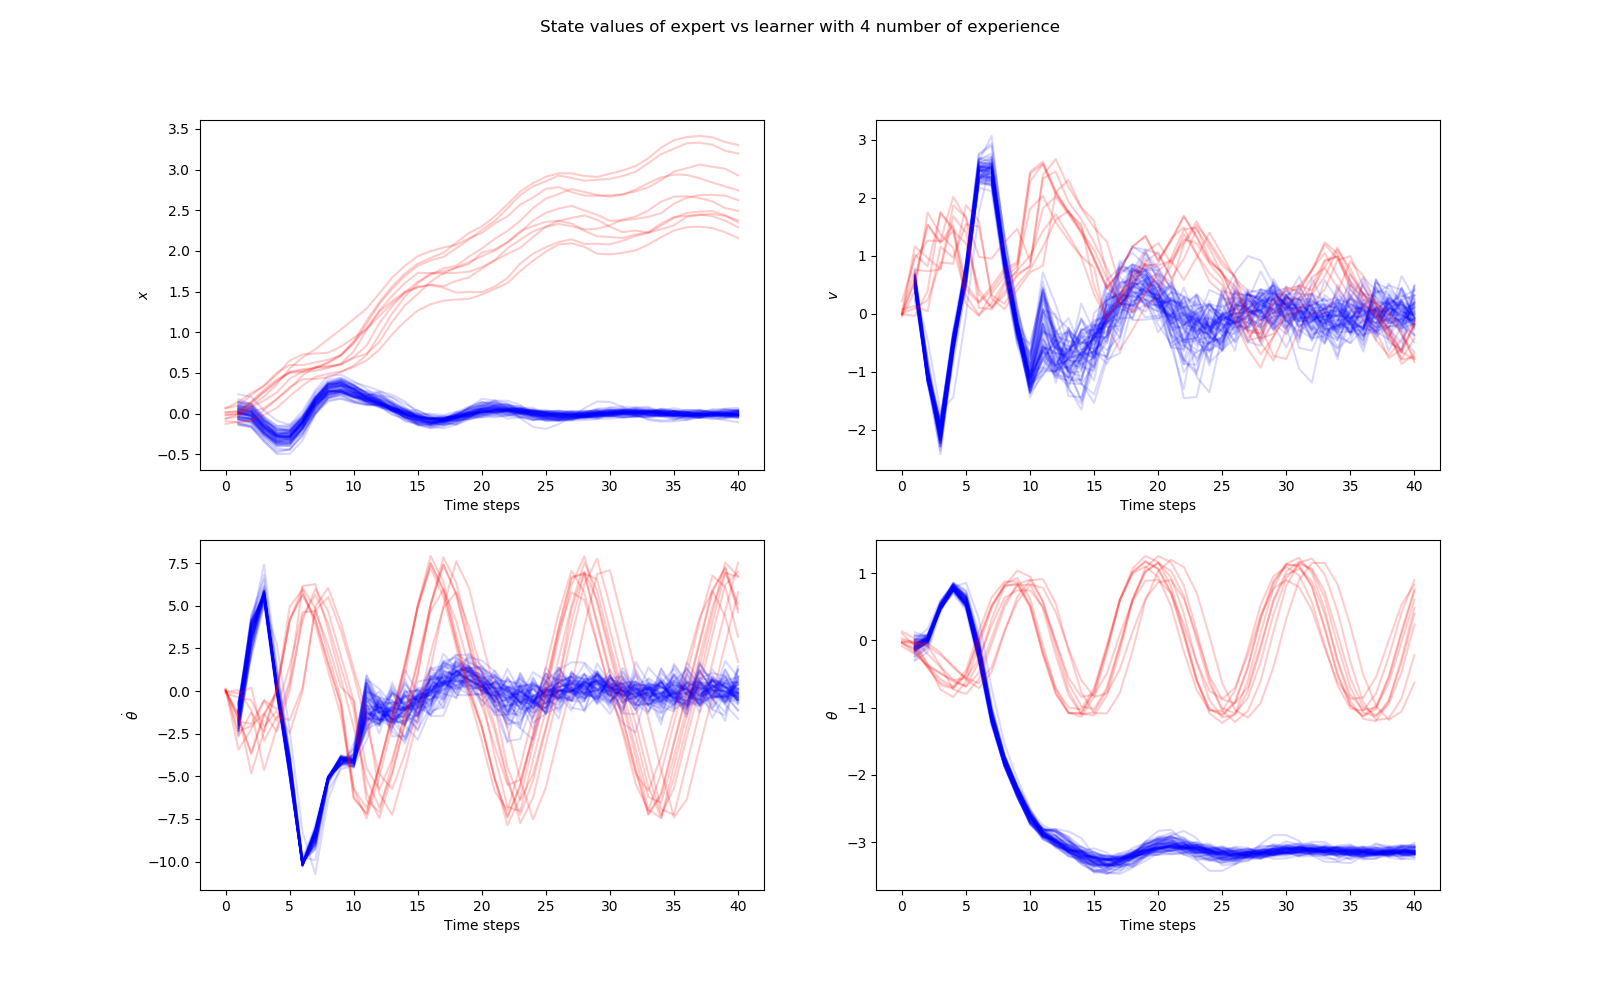 State values of expert vs learner with 4 number of experience
3.5
3.0
2.5
2.0
1.5
1.0
0.5
0.0
−0.5
x
0 5 10 15 20 25 30 35 40
Time steps
3
2
1
0
−1
−2
v
0 5 10 15 20 25 30 35 40
Time steps
7.5
5.0
2.5
0.0
−2.5
−5.0
−7.5
−10.0
θ̇
0 5 10 15 20 25 30 35 40
Time steps
1
0
−1
−2
−3
θ
0 5 10 15 20 25 30 35 40
Time steps